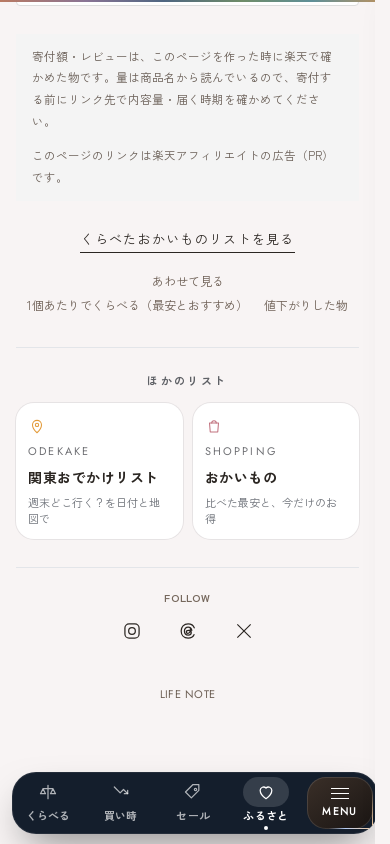 寄付額・レビューは、このページを作った時に楽天で確
かめた物です。量は商品名から読んでいるので、寄付す
る前にリンク先で内容量・届く時期を確かめてくださ
い。
このページのリンクは楽天アフィリエイトの広告（PR）
です。
くらべたおかいものリストを見る
あわせて見る
1個あたりでくらべる（最安とおすすめ） 値下がりした物
ほかのリスト
ODEKAKE
関東おでかけリスト
週末どこ行く？を日付と地
図で
SHOPPING
おかいもの
比べた最安と、今だけのお
得
FOLLOW
LIFE NOTE
くらべる 買い時 セール ふるさと MENU